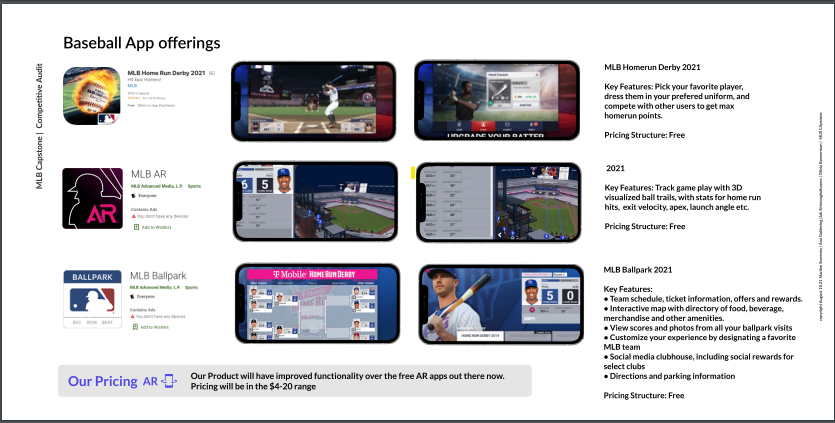 Baseball App offerings
MLB Capstone | Competitive Audit
MLB Home Run Derby 2021
Hit Epic Homers!
MLB
Free
UPGRADE YOUR BATTER
MLB Homerun Derby 2021
Key Features: Pick your favorite player,
dress them in your prefered uniform, and
compete with other users to get max
homerun points.
Pricing Structure: Free
AR
MLB AR
MLB Advanced Media, L.P. Sports
Everyone
Contains Ads
You don't have any devices
Add to Wishlist
6 5
2021
Key Features: Track game play with 3D
visualized ball trails, with stats for home run
hits, exit velocity, apex, launch angle etc.
Pricing Structure: Free
BALLPARK
SEC ROW SEAT
MLB Ballpark
MLB Advanced Media, L.P. Sports
Everyone
Contains Ads
You don't have any devices
Add to Wishlist
T Mobile HOME RUN DERBY
5 0
HOME RUN DERBY 2019
MLB Ballpark 2021
Key Features:
• Team schedule, ticket information, offers and rewards.
• Interactive map with directory of food, beverage,
merchandise and other amenities.
• View scores and photos from all your ballpark visits
• Customize your experience by designating a favorite
MLB team
• Social media clubhouse, including social rewards for
select clubs
• Directions and parking information
Pricing Structure: Free
Our Pricing AR
Our Product will have improved functionality over the free AR apps out there now.
Pricing will be in the $4-20 range